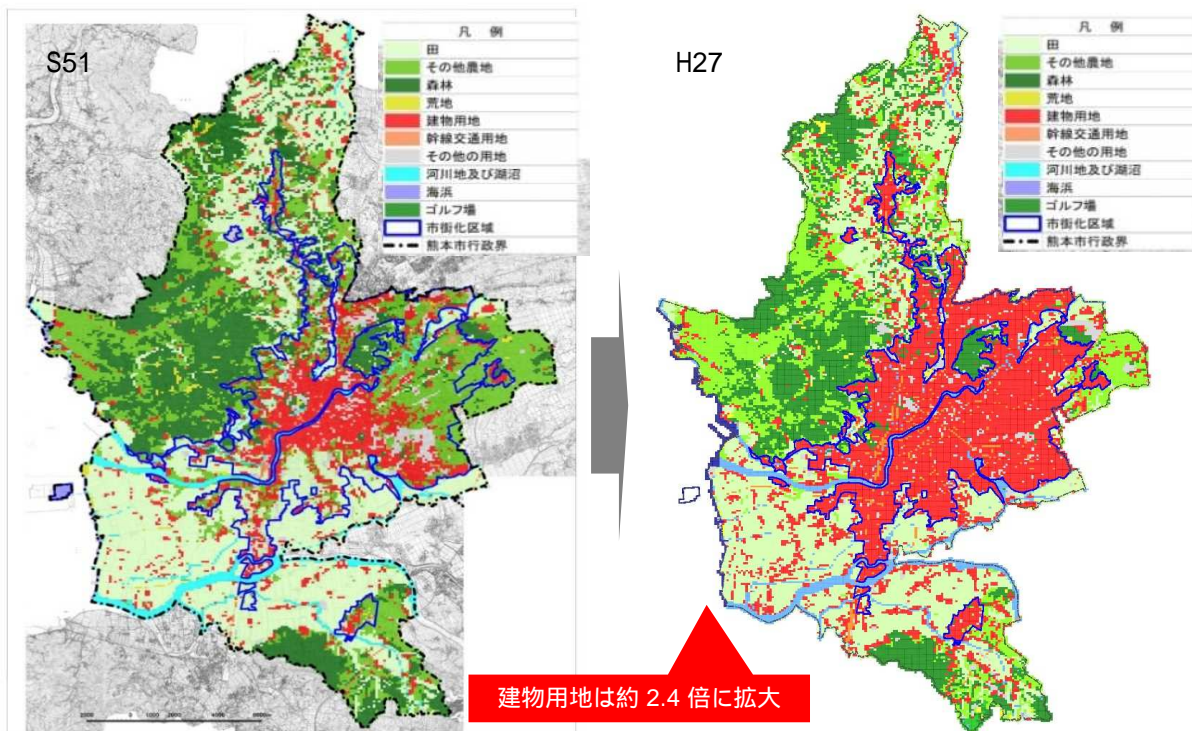 S51
凡 例
田
その他農地
森林
荒地
建物用地
幹線交通用地
その他の用地
河川地及び湖沼
海浜
ゴルフ場
市街化区域
熊本市行政界
H27
凡 例
田
その他農地
森林
荒地
建物用地
幹線交通用地
その他の用地
河川地及び湖沼
海浜
ゴルフ場
市街化区域
熊本市行政界
建物用地は約 2.4 倍に拡大